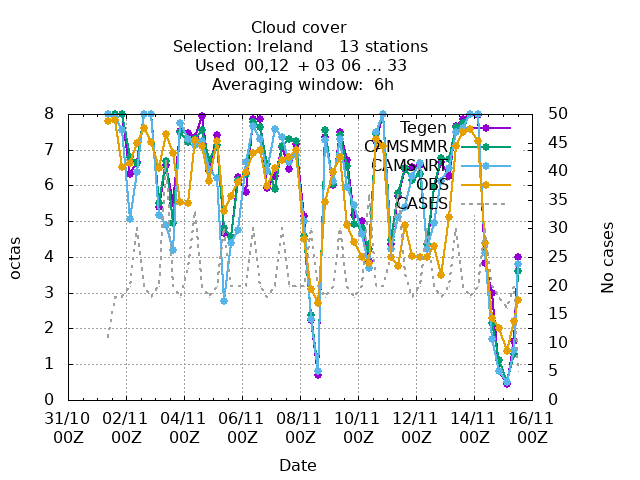 Cloud cover
Selection: Ireland 13 stations
Used 00,12 + 03 06 ... 33
Averaging window: 6h
octas
8
7
6
5
4
3
2
1
0
50
45
40
35
30
25
20
15
10
5
0
No cases
Tegen
CAMSMMR
CAMSNRT
OBS
CASES
31/10 02/11 04/11 06/11 08/11 10/11 12/11 14/11 16/11
00Z 00Z 00Z 00Z 00Z 00Z 00Z 00Z 00Z
Date